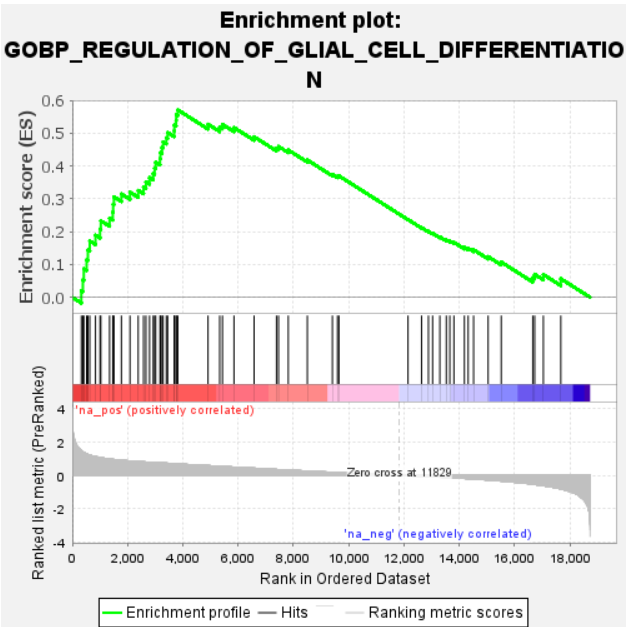 Enrichment plot:
GOBP_REGULATION_OF_GLIAL_CELL_DIFFERENTIATIO
N
Enrichment score (ES)
0.6
0.5
0.4
0.3
0.2
0.1
0.0
Ranked list metric (PreRanked)
'na_pos' (positively correlated)
4
2
0
-2
-4
Zero cross at 11829
'na_neg' (negatively correlated)
0 2,000 4,000 6,000 8,000 10,000 12,000 14,000 16,000 18,000
Rank in Ordered Dataset
Enrichment profile Hits Ranking metric scores